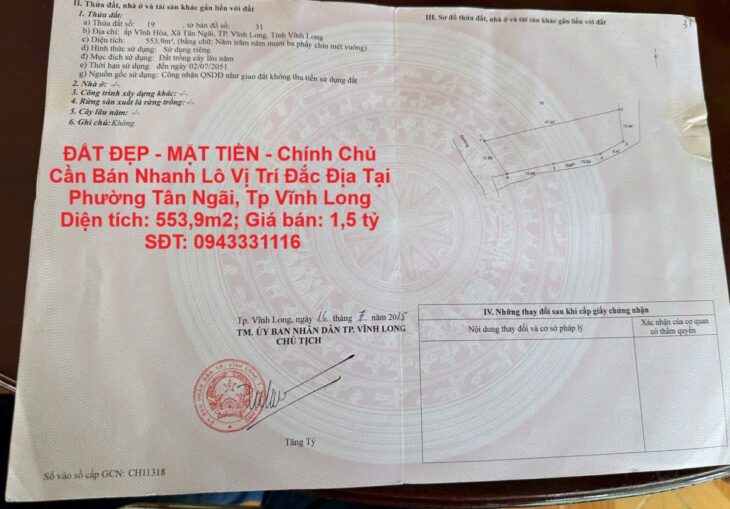 II. Thửa đất, nhà ở và tài sản khác gắn liền với đất
1. Thửa đất:
a) Thửa đất số: 19 , tờ bản đồ số: 51
b) Địa chỉ: ấp Vĩnh Hòa, Xã Tân Ngãi, TP. Vĩnh Long, Tỉnh Vĩnh Long
c) Diện tích: 553,9m², (bằng chữ: Năm trăm năm mươi ba phẩy chín mét vuông)
d) Hình thức sử dụng: Sử dụng riêng
đ) Mục đích sử dụng: Đất trồng cây lâu năm
e) Thời hạn sử dụng: đến ngày 02/07/2051
g) Nguồn gốc sử dụng: Công nhận QSDĐ như giao đất không thu tiền sử dụng đất
2. Nhà ở: -/-
3. Công trình xây dựng khác: -/-
4. Rừng sản xuất là rừng trồng: -/-
5. Cây lâu năm: -/-
6. Ghi chú: Không
ĐẤT ĐẸP - MẶT TIỀN - Chính Chủ
Cần Bán Nhanh Lô Vị Trí Đắc Địa Tại
Phường Tân Ngãi, Tp Vĩnh Long
Diện tích: 553,9m2; Giá bán: 1,5 tỷ
SĐT: 0943331116
Tp. Vĩnh Long, ngày 16 tháng 7 năm 2015
TM. ỦY BAN NHÂN DÂN TP. VĨNH LONG
CHỦ TỊCH
Tăng Tỷ
Số vào sổ cấp GCN: CH11318
III. Sơ đồ thửa đất, nhà ở và tài sản khác gắn liền với đất
Đường
IV. Những thay đổi sau khi cấp giấy chứng nhận
Nội dung thay đổi và cơ sở pháp lý
Xác nhận của cơ quan
có thẩm quyền